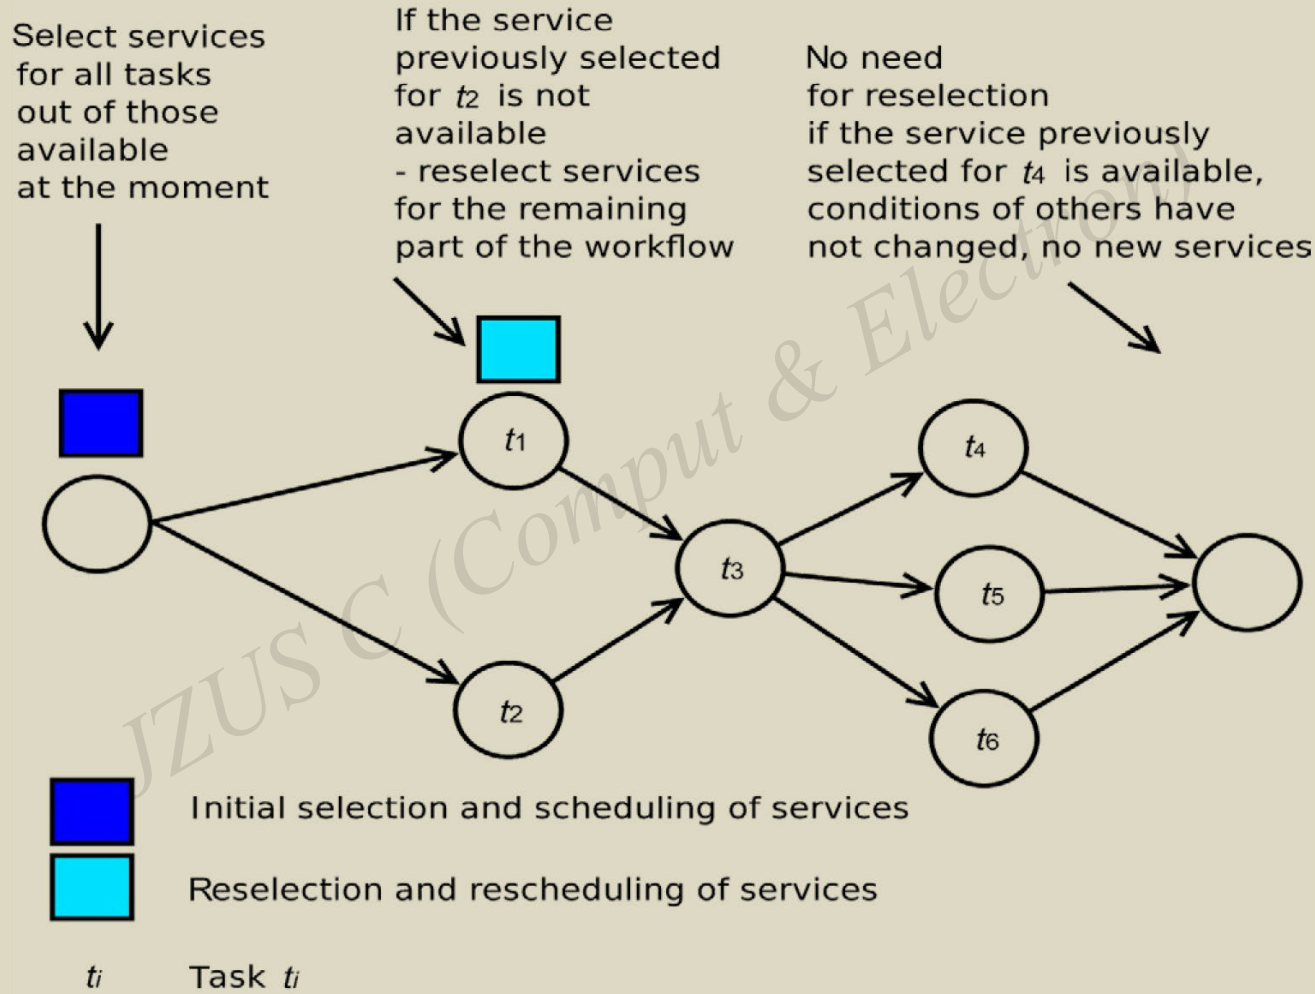 Select services
for all tasks
out of those
available
at the moment
If the service
previously selected
for t2 is not
available
- reselect services
for the remaining
part of the workflow
No need
for reselection
if the service previously
selected for t4 is available,
conditions of others have
not changed, no new services
t1
t4
t3
t5
t2
t6
JZUS C (Comput & Electron)
Initial selection and scheduling of services
Reselection and rescheduling of services
ti Task ti